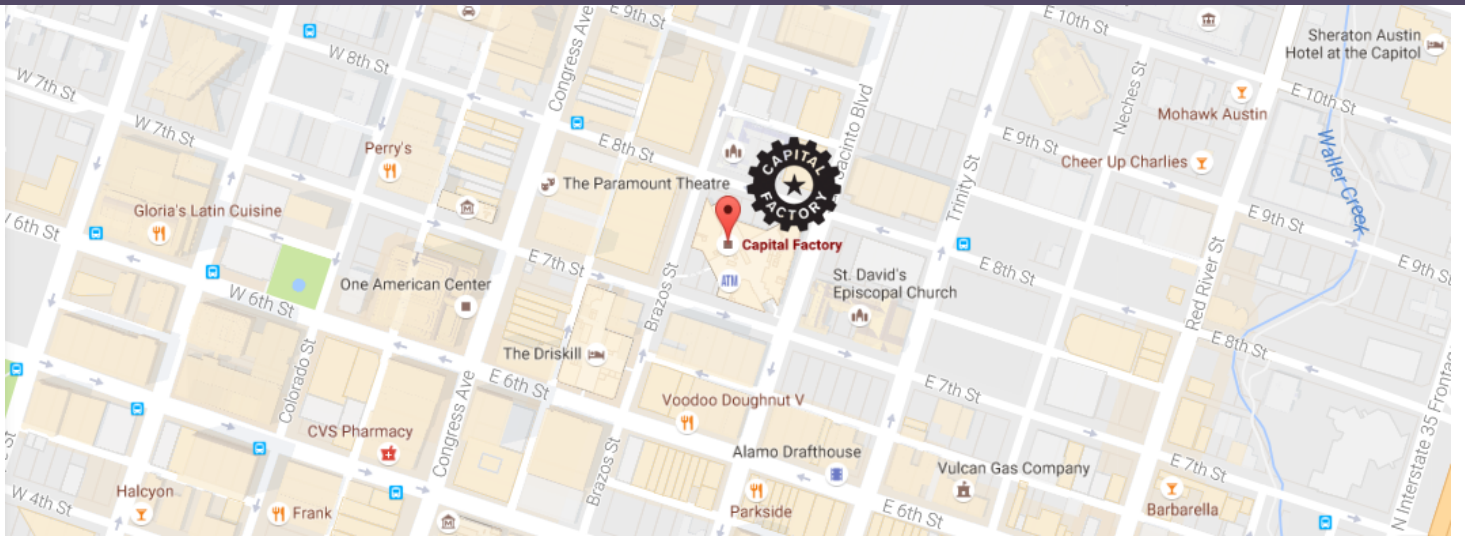 E 9th St
E 10th St
Sheraton Austin
Hotel at the Capitol
W 8th St
Congress Ave
W 7th St
E 10th St
Mohawk Austin
Neches St
W 7th St
Perry's
E 8th St
CAPITAL
FACTORY
Jacinto Blvd
E 9th St
Cheer Up Charlies
Waller Creek
The Paramount Theatre
Trinity St
Gloria's Latin Cuisine
W 6th St
E 9th St
Capital Factory
E 7th St
E 8th St
E 9th St
ATM
St. David's
Episcopal Church
One American Center
W 6th St
Brazos St
Red River St
E 8th St
The Driskill
Colorado St
E 6th St
E 7th St
Voodoo Doughnut V
CVS Pharmacy
Congress Ave
Alamo Drafthouse
Vulcan Gas Company
E 7th St
N Interstate 35 Frontag
Brazos St
W 4th St
Halcyon
Frank
Parkside
E 6th St
Barbarella